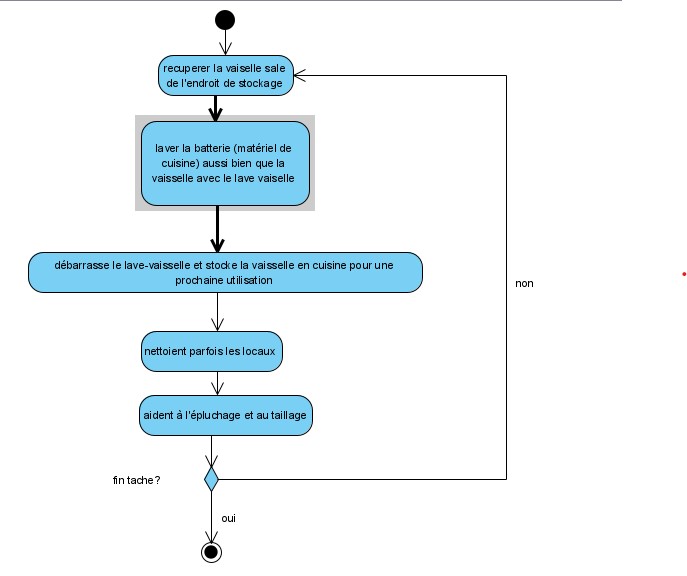 recuperer la vaiselle sale
de l'endroit de stockage
laver la batterie (matériel de
cuisine) aussi bien que la
vaisselle avec le lave vaiselle
débarrasse le lave-vaisselle et stocke la vaisselle en cuisine pour une
prochaine utilisation
nettoient parfois les locaux
aident à l'épluchage et au taillage
fin tache?
non
oui